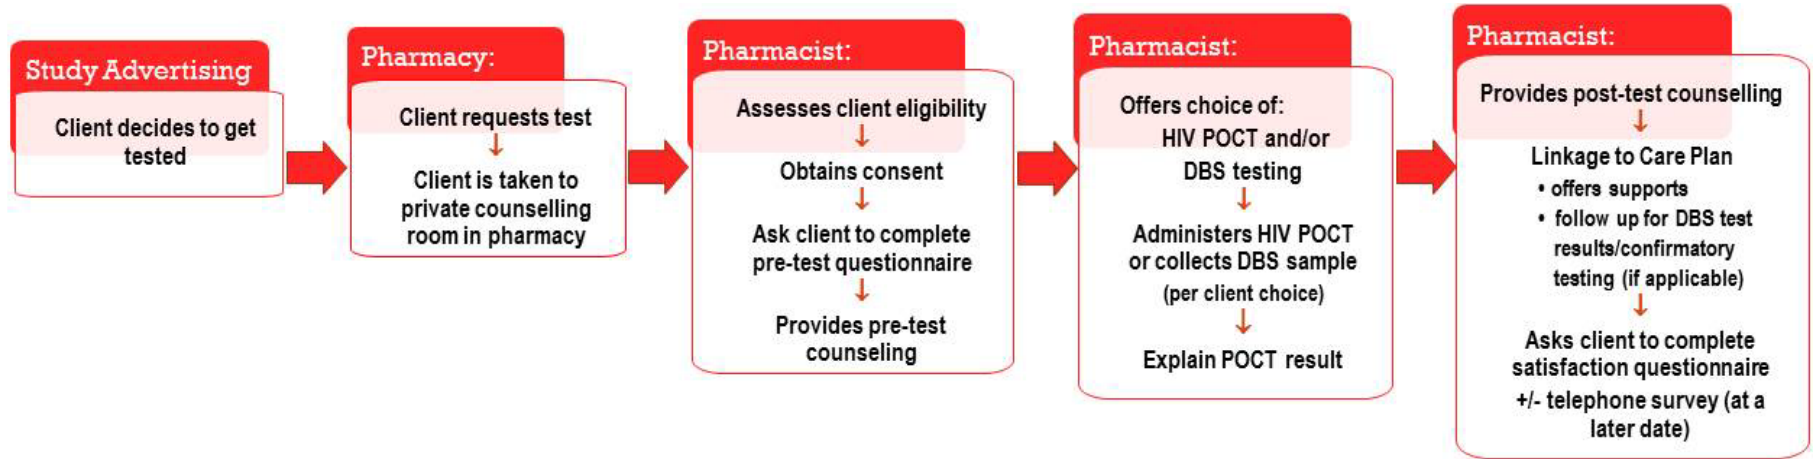 Study Advertising
Client decides to get
tested
Pharmacy:
Client requests test
↓
Client is taken to
private counselling
room in pharmacy
Pharmacist:
Assesses client eligibility
↓
Obtains consent
↓
Ask client to complete
pre-test questionnaire
↓
Provides pre-test
counseling
Pharmacist:
Offers choice of:
HIV POCT and/or
DBS testing
↓
Administers HIV POCT
or collects DBS sample
(per client choice)
↓
Explain POCT result
Pharmacist:
Provides post-test counselling
↓
Linkage to Care Plan
• offers supports
• follow up for DBS test
results/confirmatory
testing (if applicable)
↓
Asks client to complete
satisfaction questionnaire
+/- telephone survey (at a
later date)